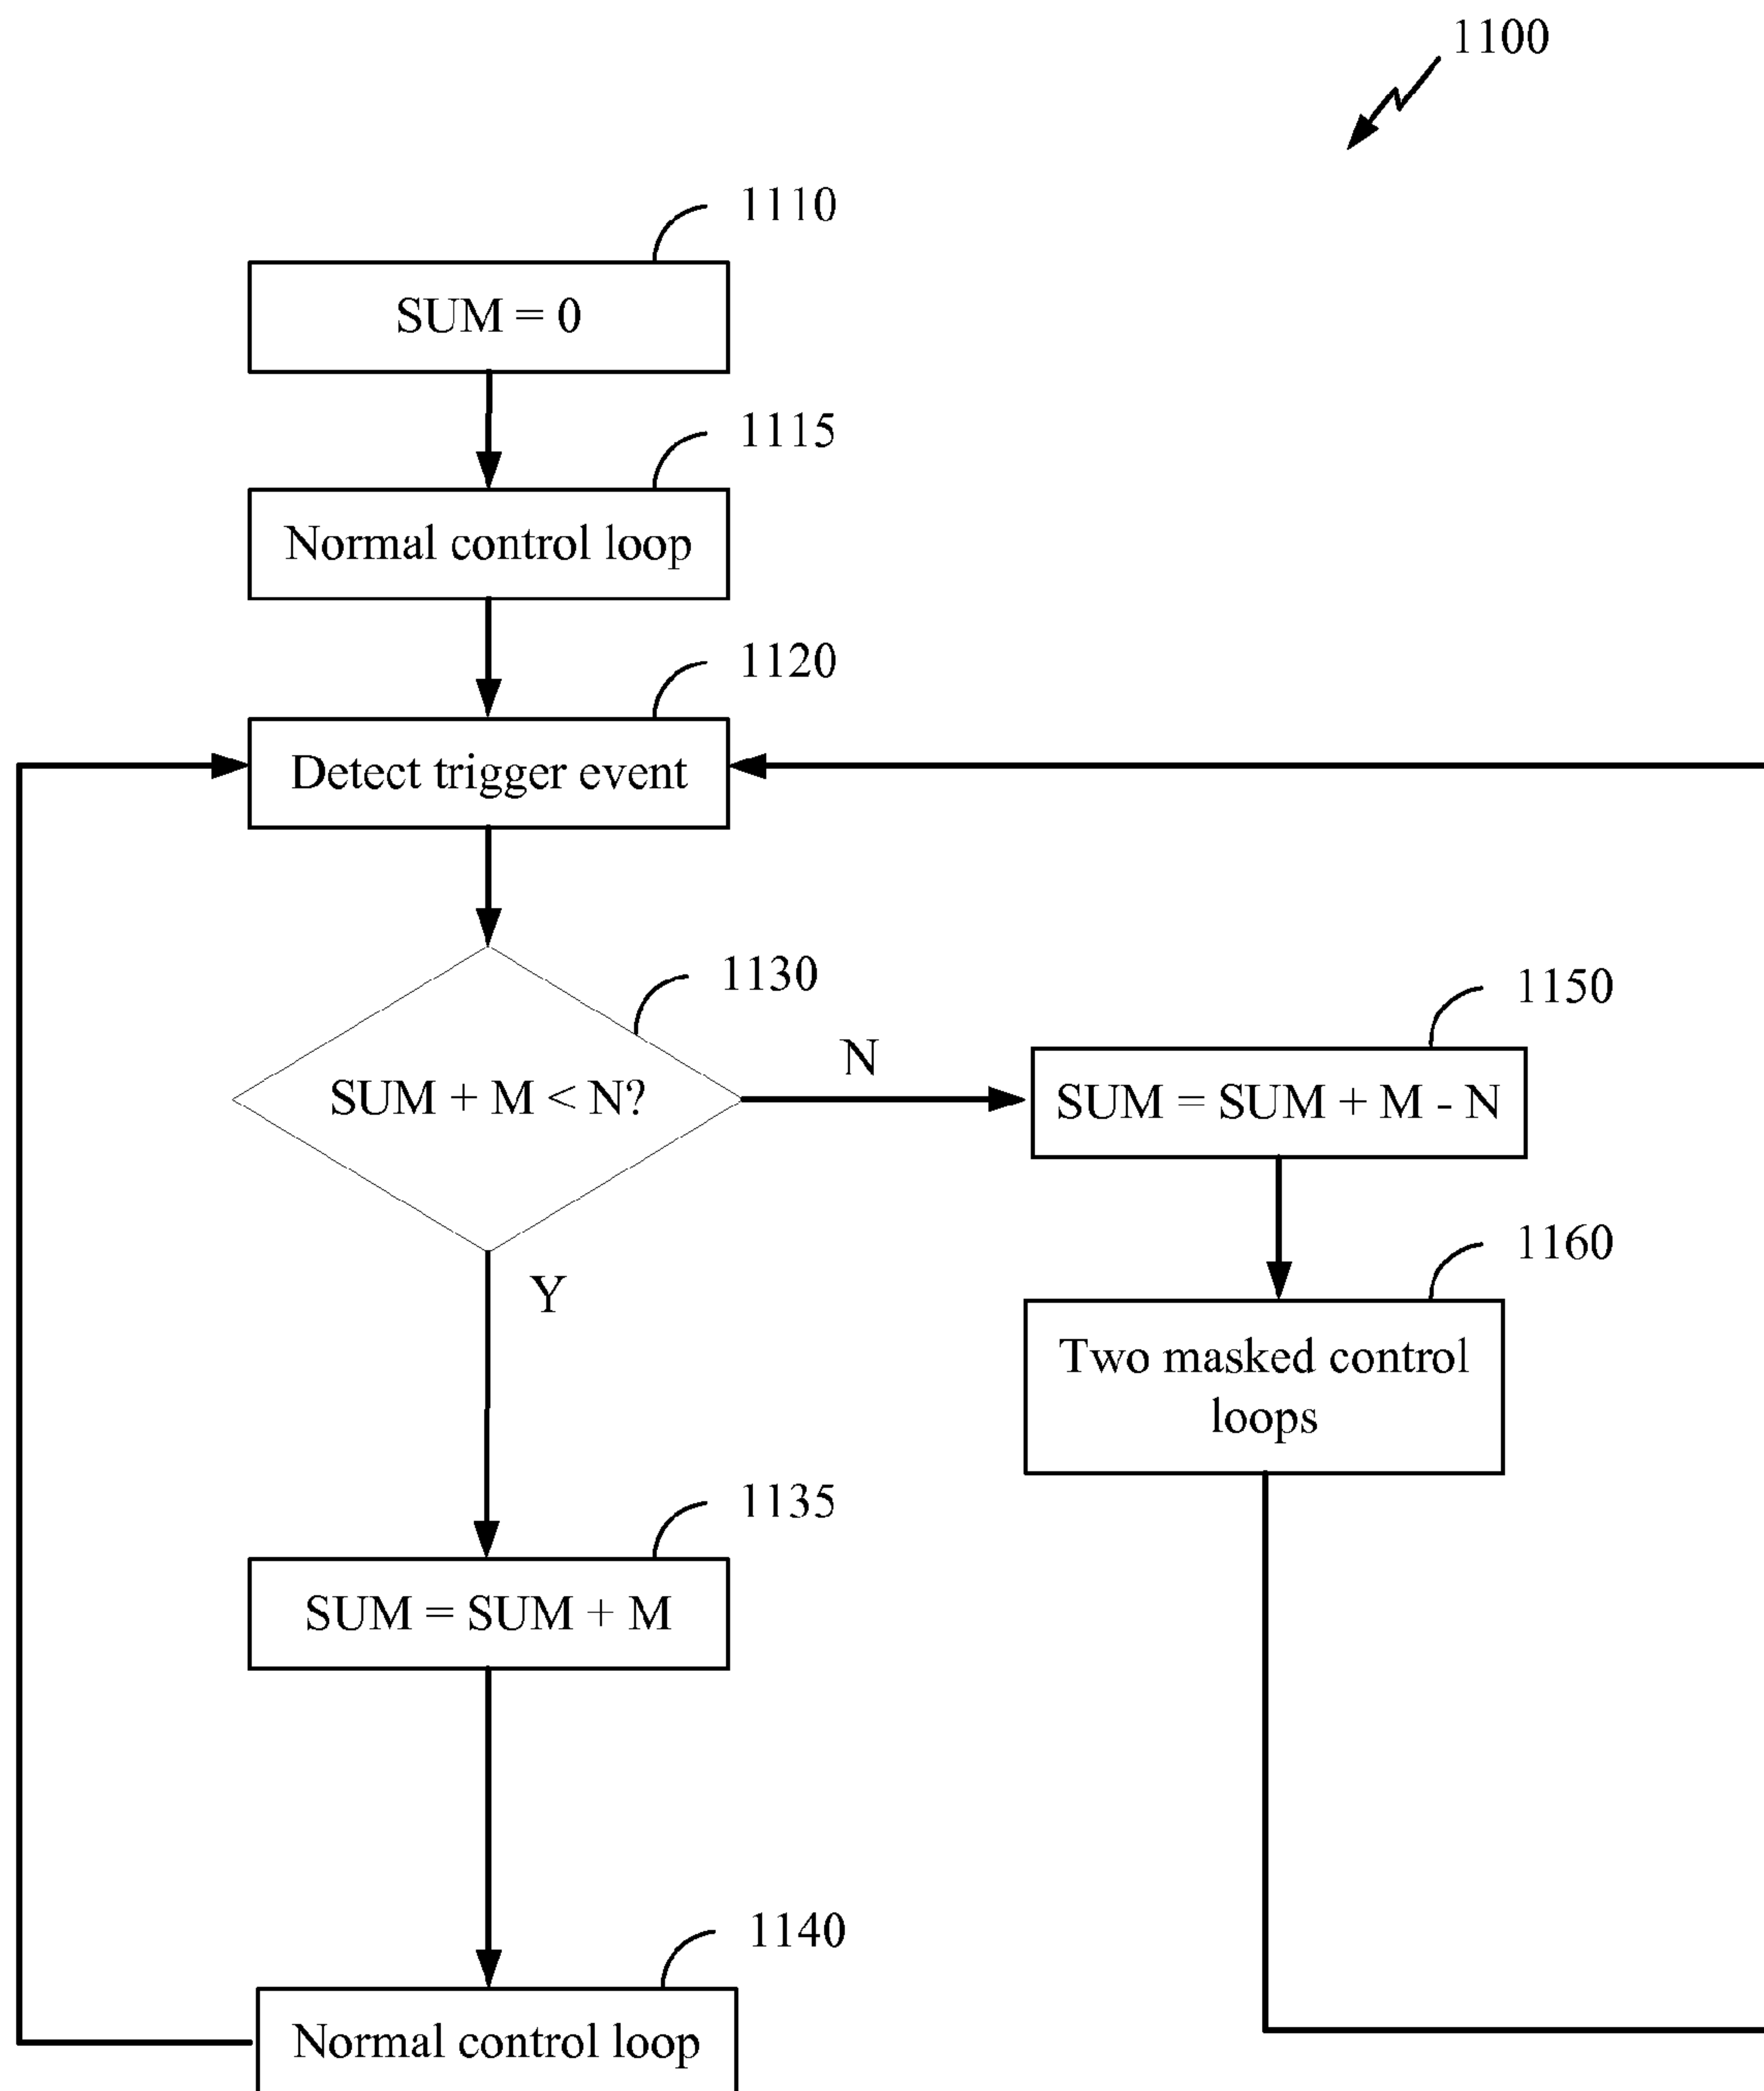 1100
1110
SUM = 0
1115
Normal control loop
1120
Detect trigger event
1130
SUM + M < N?
N
1150
SUM = SUM + M - N
1160
Two masked control
loops
Y
1135
SUM = SUM + M
1140
Normal control loop